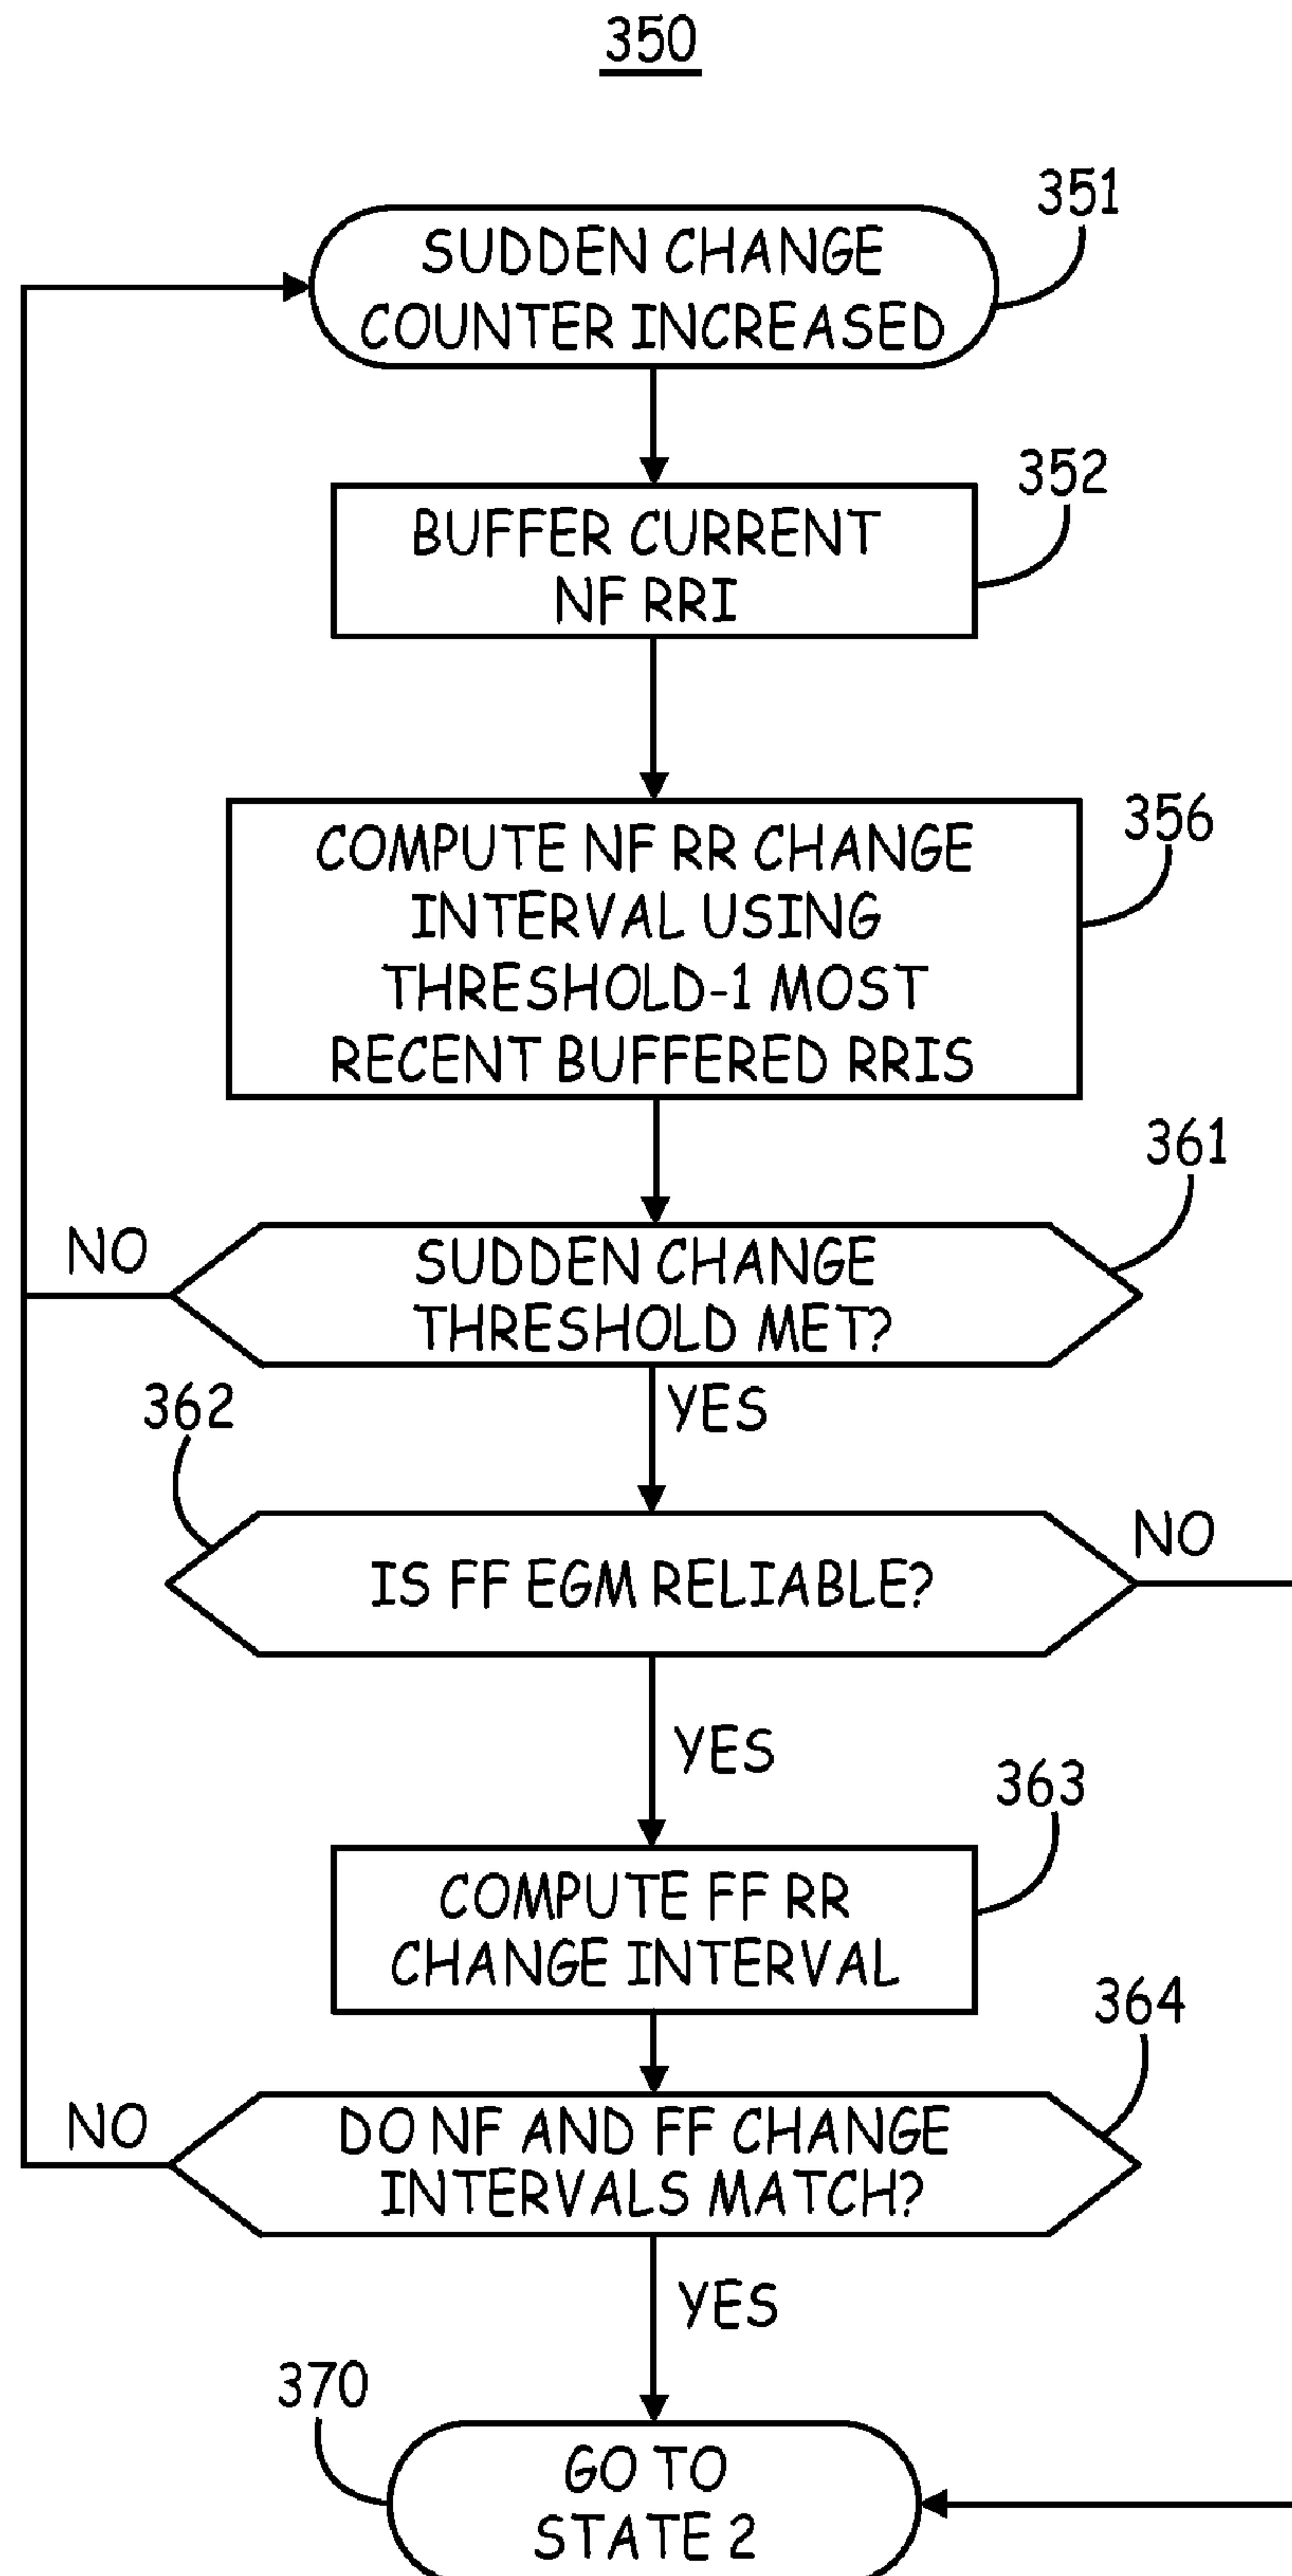 350
351
SUDDEN CHANGE
COUNTER INCREASED
352
BUFFER CURRENT
NF RRI
356
COMPUTE NF RR CHANGE
INTERVAL USING
THRESHOLD-1 MOST
RECENT BUFFERED RRIS
361
NO
SUDDEN CHANGE
THRESHOLD MET?
362
YES
NO
IS FF EGM RELIABLE?
YES
363
COMPUTE FF RR
CHANGE INTERVAL
364
NO
DO NF AND FF CHANGE
INTERVALS MATCH?
YES
370
GO TO
STATE 2